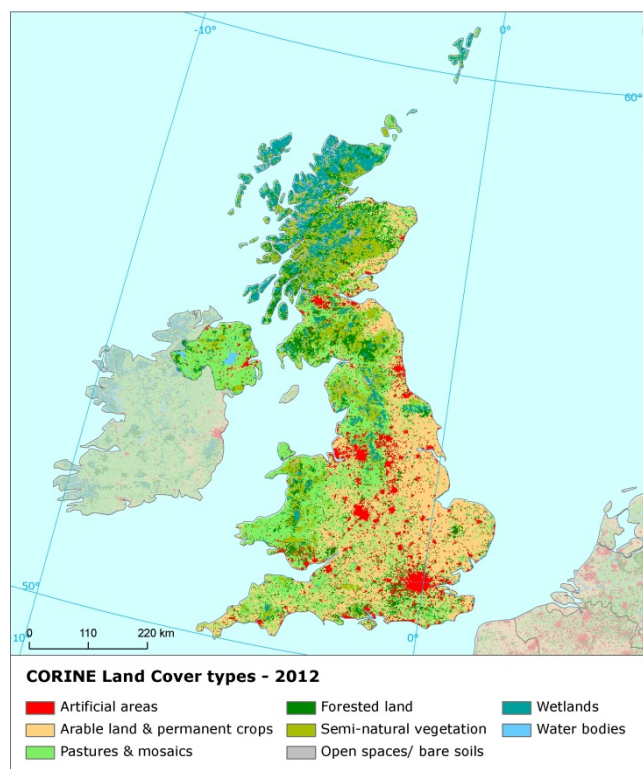 -10°
0°
60°
50°
10°
0°
0 110 220 km
CORINE Land Cover types - 2012
Artificial areas
Forested land
Wetlands
Arable land & permanent crops
Semi-natural vegetation
Water bodies
Pastures & mosaics
Open spaces/ bare soils